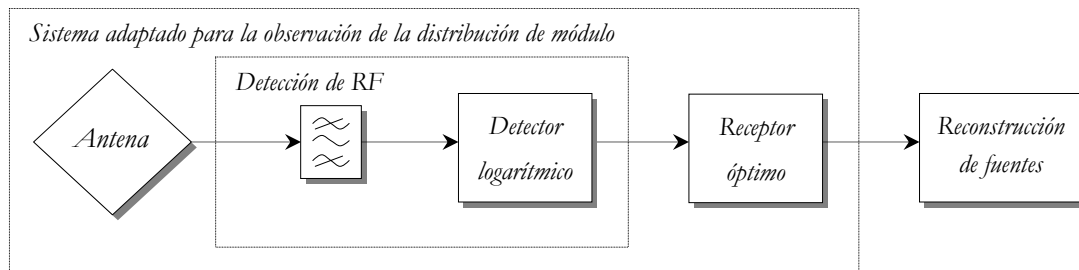 Sistema adaptado para la observación de la distribución de módulo
Detección de RF
Antena
Detector
logarítmico
Receptor
óptimo
Reconstrucción
de fuentes